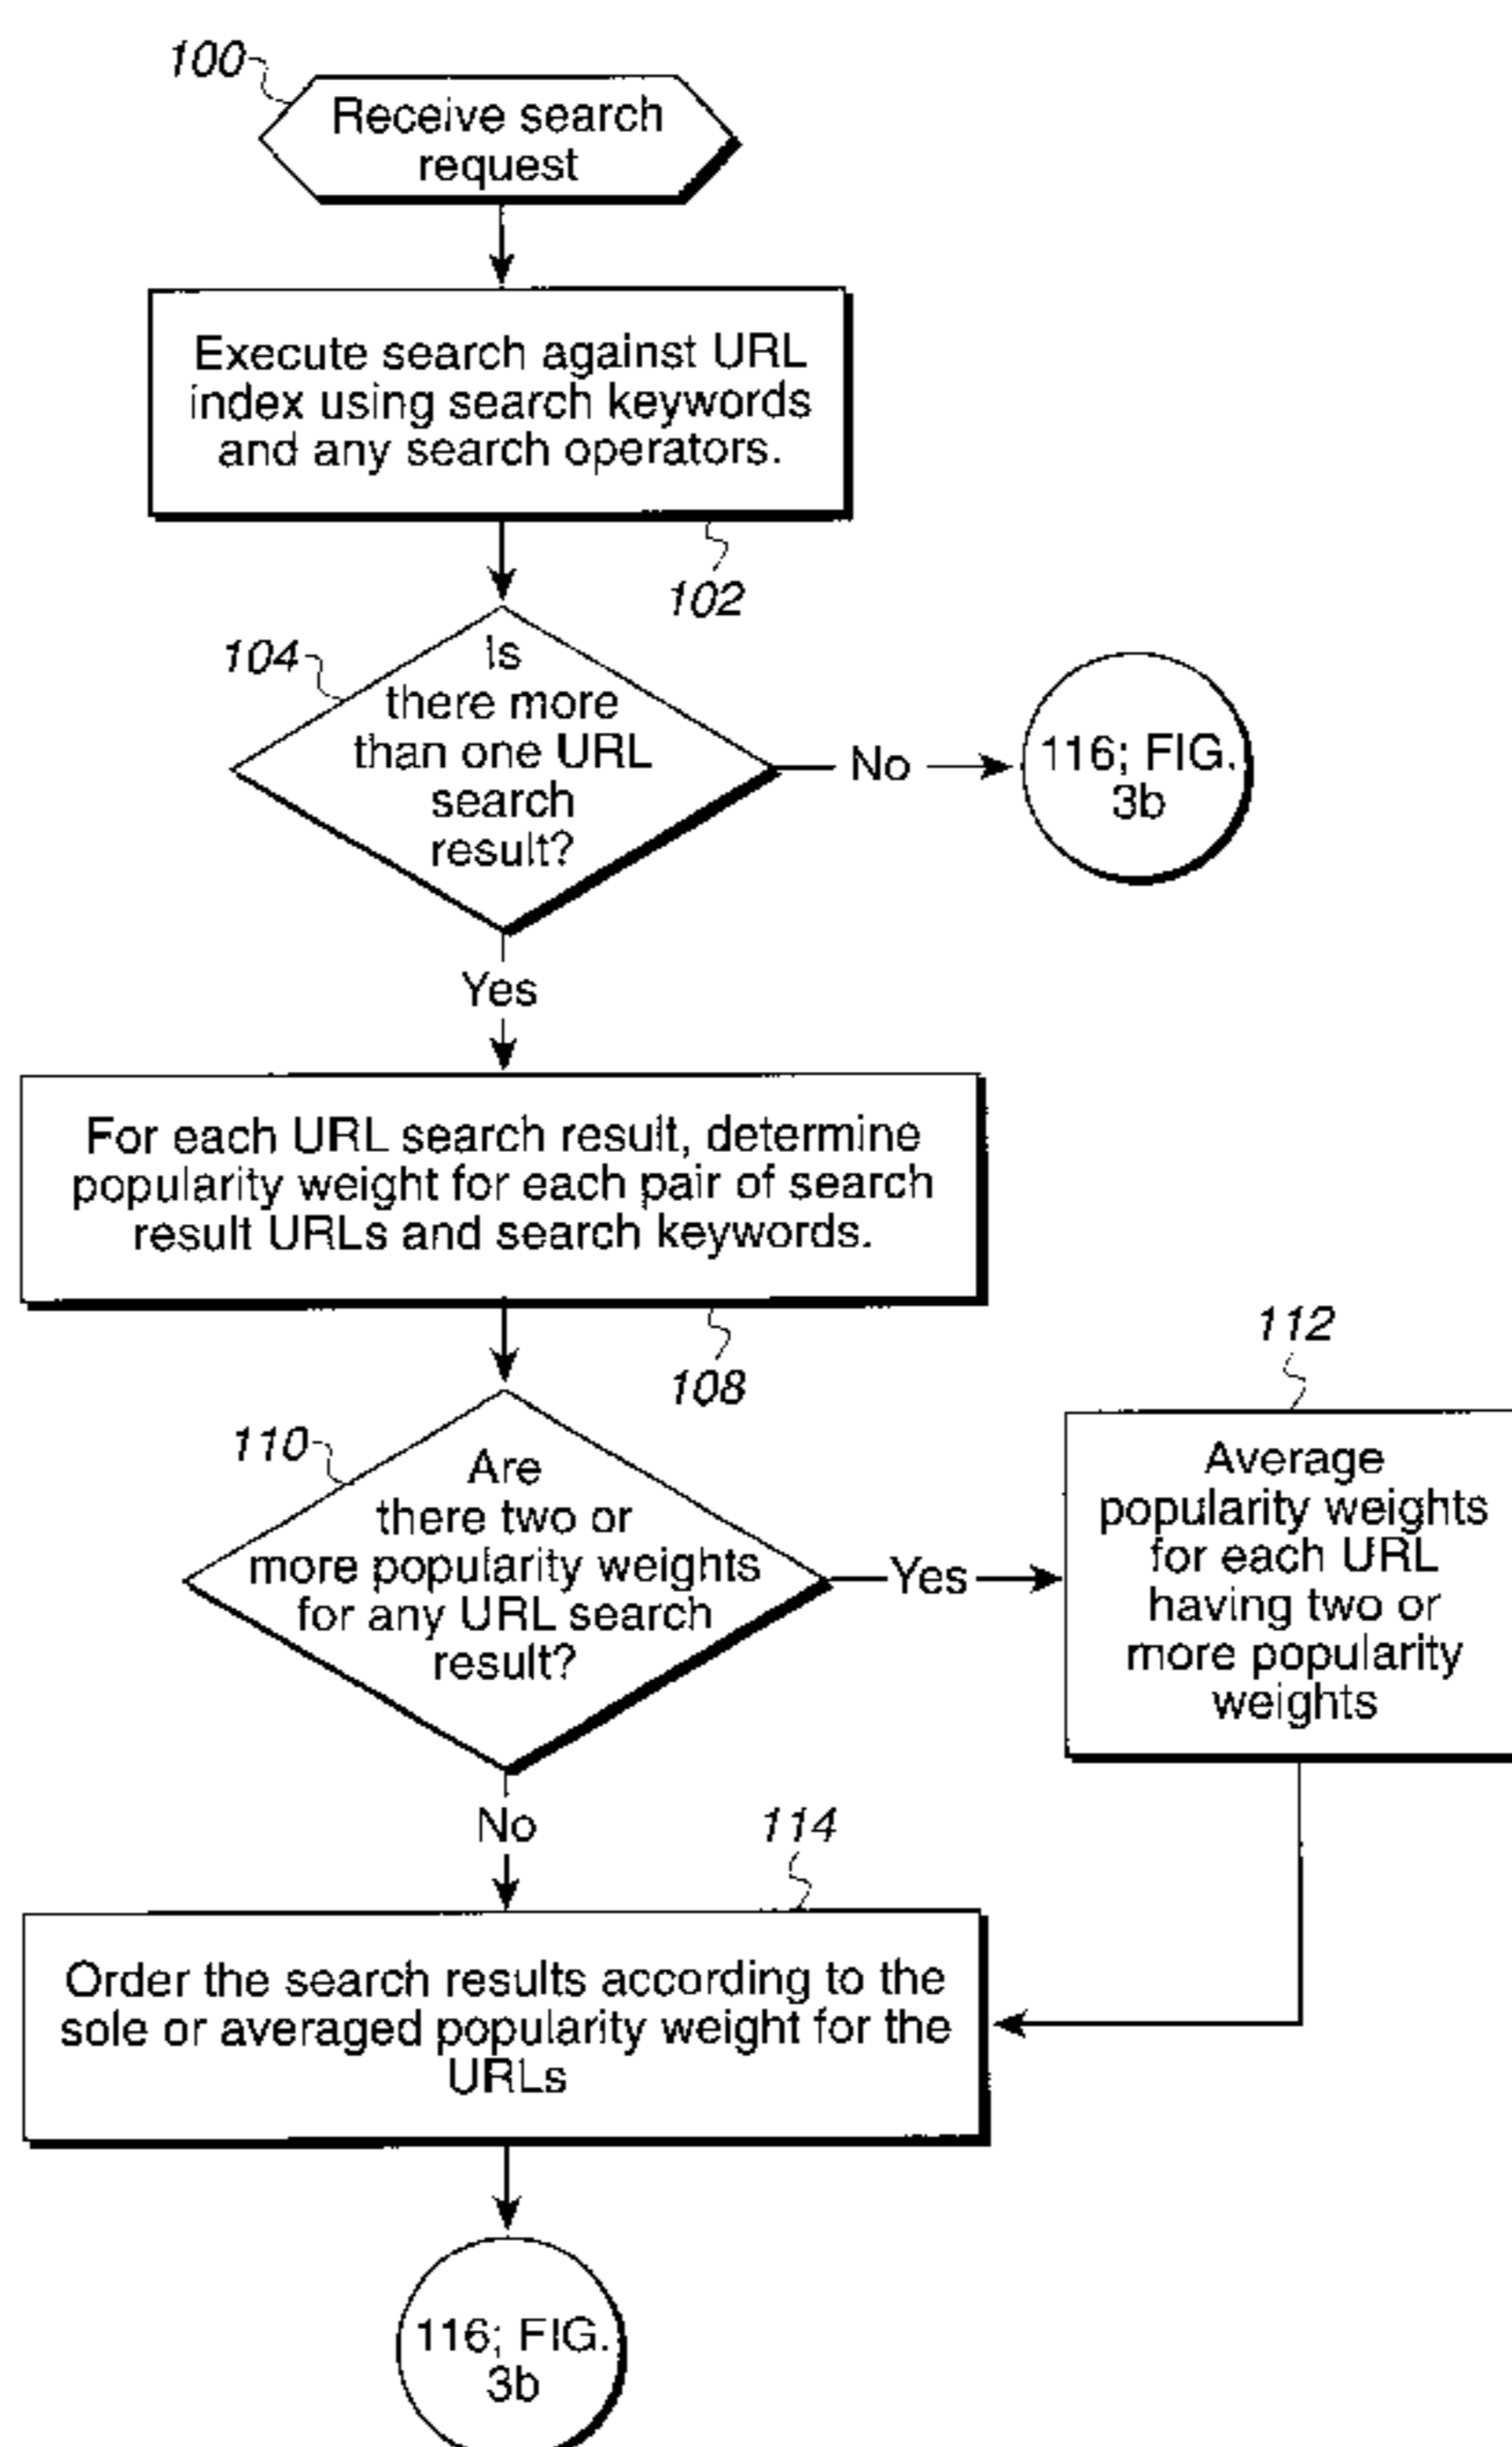 100
Receive search
request
Execute search against URL
index using search keywords
and any search operators.
102
104
Is
there more
than one URL
search
result?
No
116; FIG.
3b
Yes
For each URL search result, determine
popularity weight for each pair of search
result URLs and search keywords.
108
110
Are
there two or
more popularity weights
for any URL search
result?
Yes
112
Average
popularity weights
for each URL
having two or
more popularity
weights
No
114
Order the search results according to the
sole or averaged popularity weight for the
URLs
116; FIG.
3b